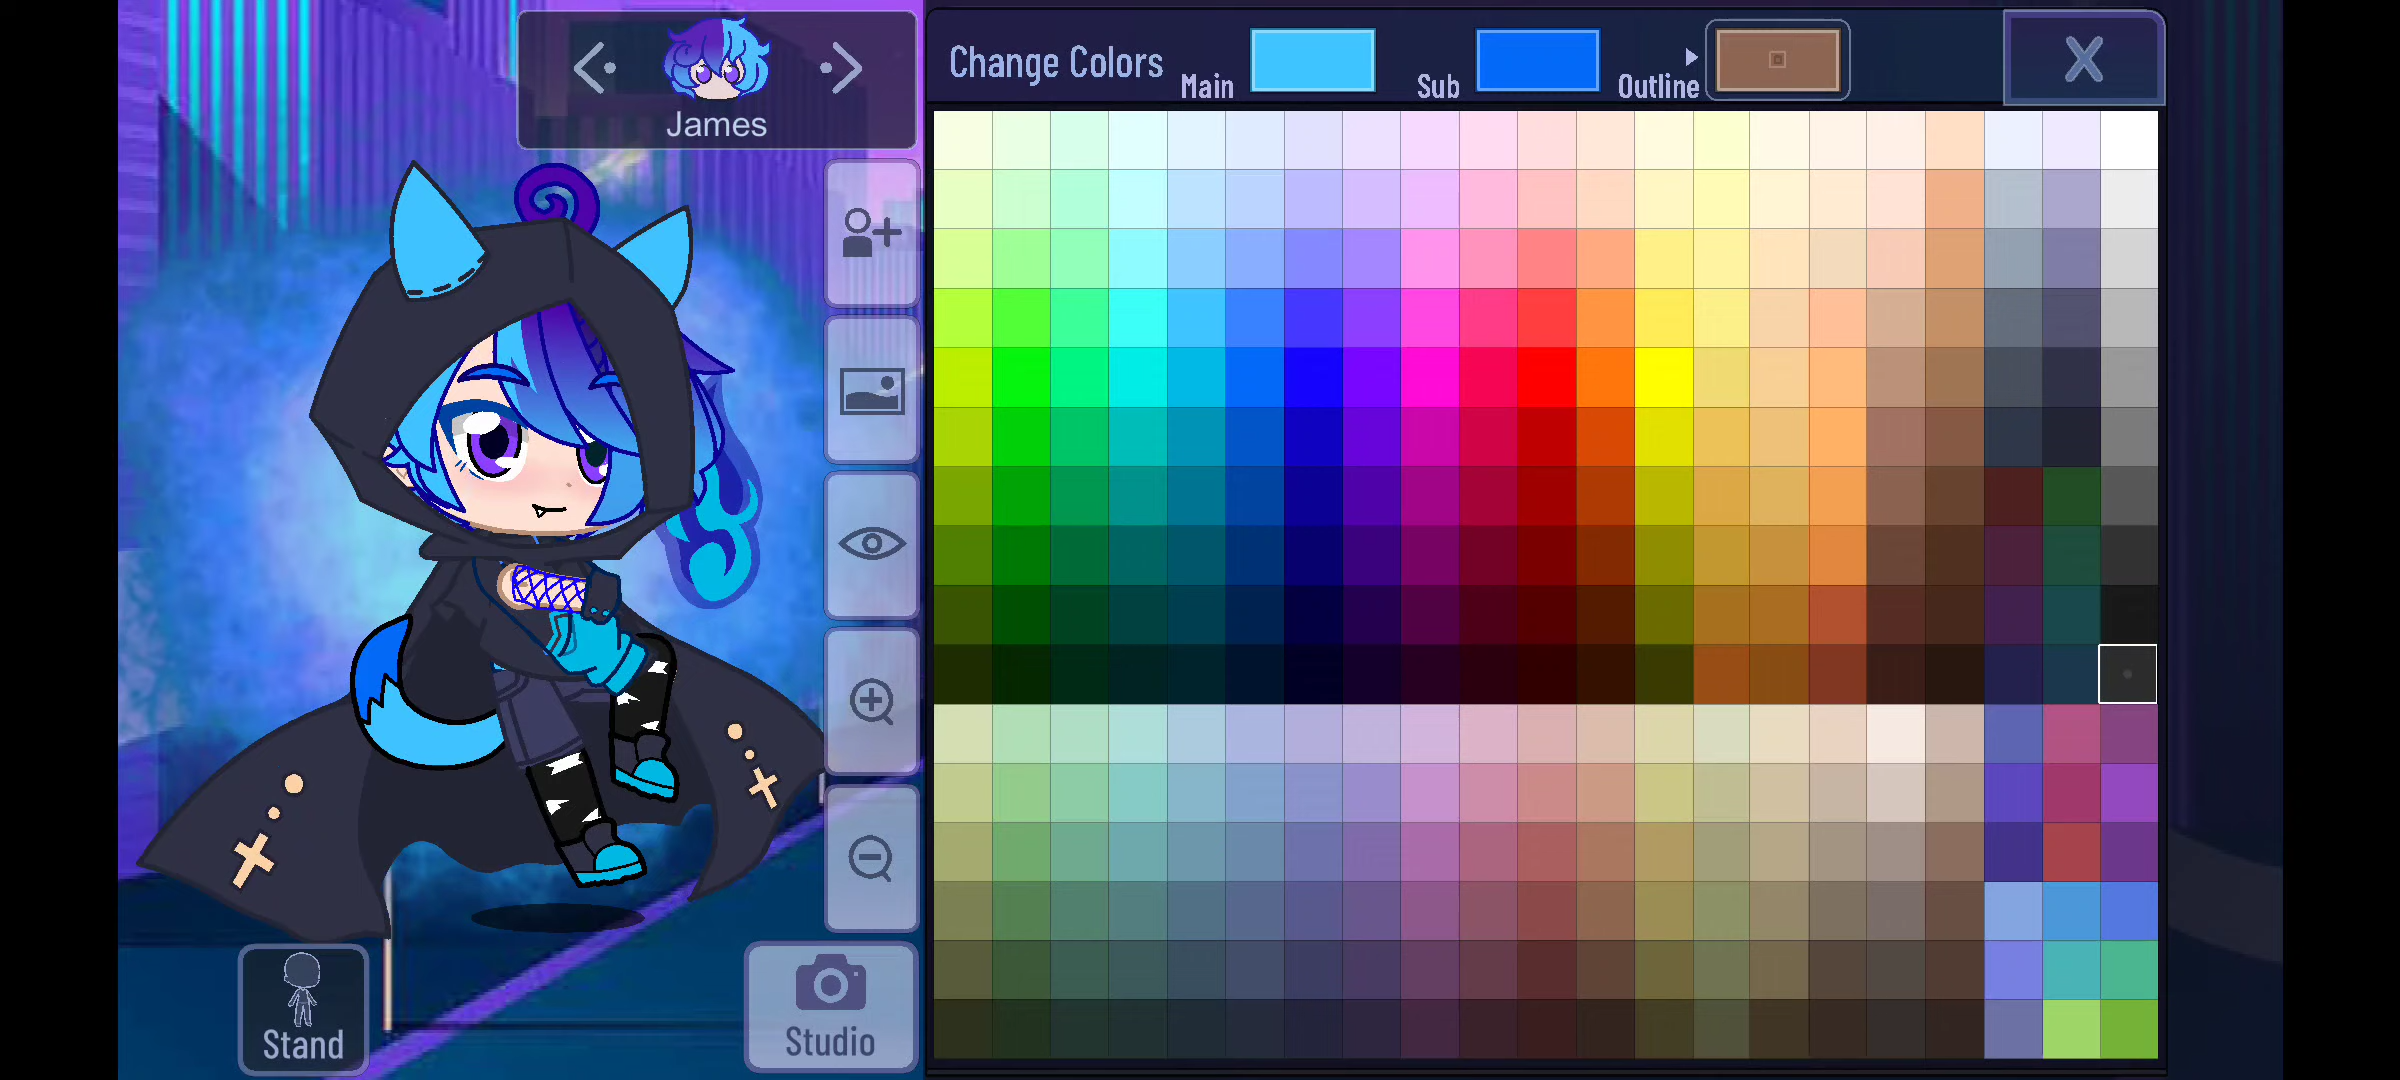 James
Change Colors
Main
Sub
Outline
X
Stand
Studio